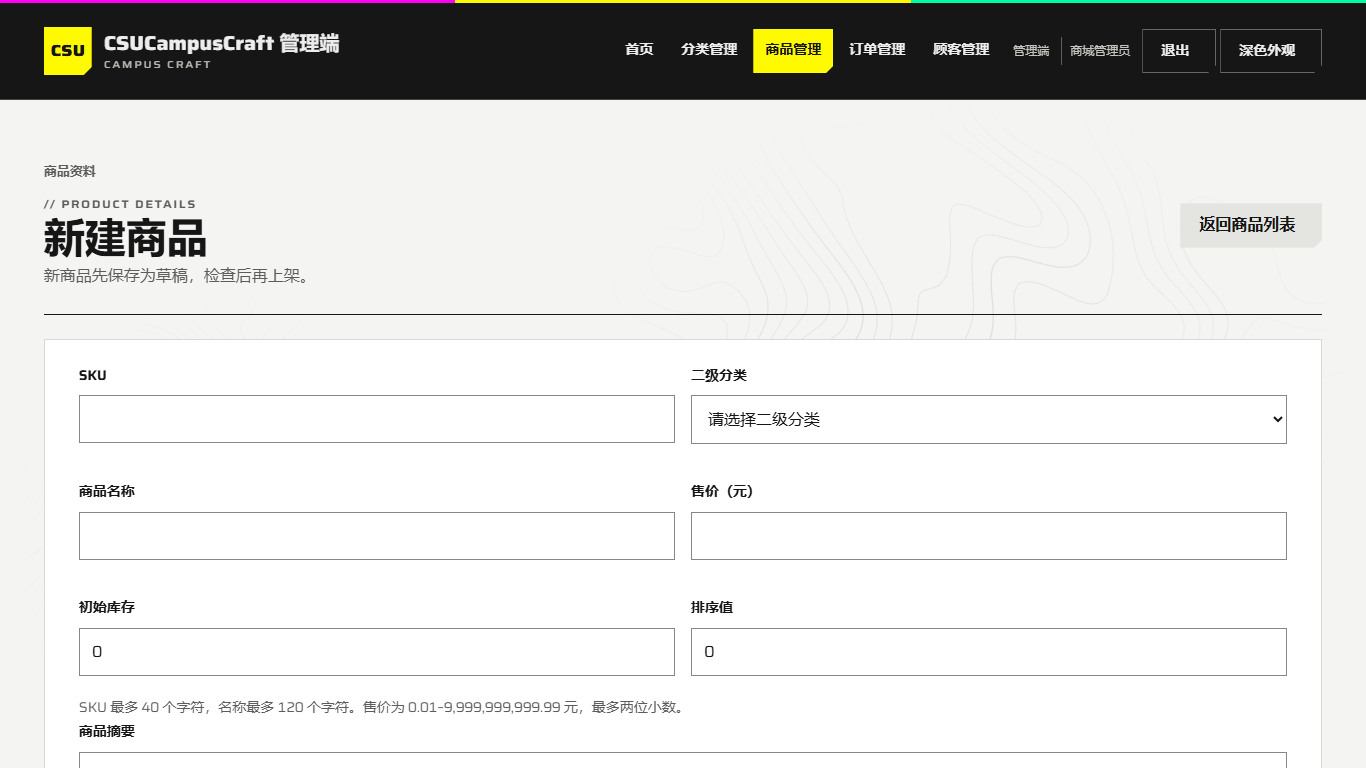 CSU
CSUCampusCraft 管理端
CAMPUS CRAFT
首页 分类管理 商品管理 订单管理 顾客管理 管理端 商城管理员 退出 深色外观
商品资料
// PRODUCT DETAILS
新建商品
新商品先保存为草稿，检查后再上架。
返回商品列表
SKU 二级分类
请选择二级分类
商品名称 售价（元）
初始库存 排序值
0 0
SKU 最多 40 个字符，名称最多 120 个字符。售价为 0.01-9,999,999,999.99 元，最多两位小数。
商品摘要